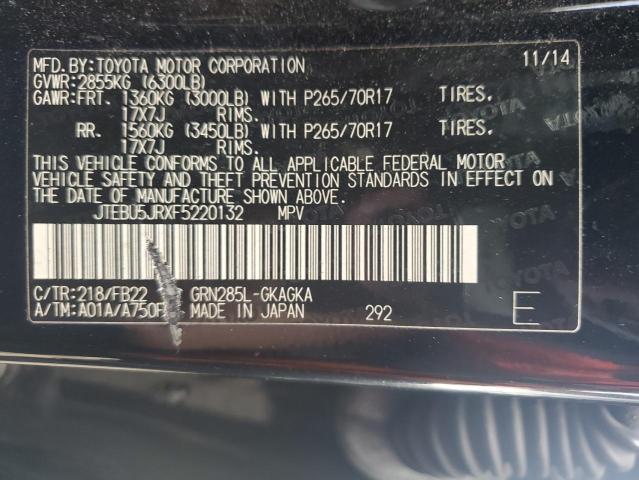 MFD.BY:TOYOTA MOTOR CORPORATION 11/14
GVWR:2855KG (6300LB)
GAWR:FRT. 1360KG (3000LB) WITH P265/70R17 TIRES.
17X7J RIMS.
RR. 1560KG (3450LB) WITH P265/70R17 TIRES.
17X7J RIMS.
THIS VEHICLE CONFORMS TO ALL APPLICABLE FEDERAL MOTOR
VEHICLE SAFETY AND THEFT PREVENTION STANDARDS IN EFFECT ON
THE DATE OF MANUFACTURE SHOWN ABOVE.
JTEBU5JRXF5220132 MPV
C/TR:218/FB22 GRN285L-GKAGKA
A/TM:A01A/A750F MADE IN JAPAN 292 E